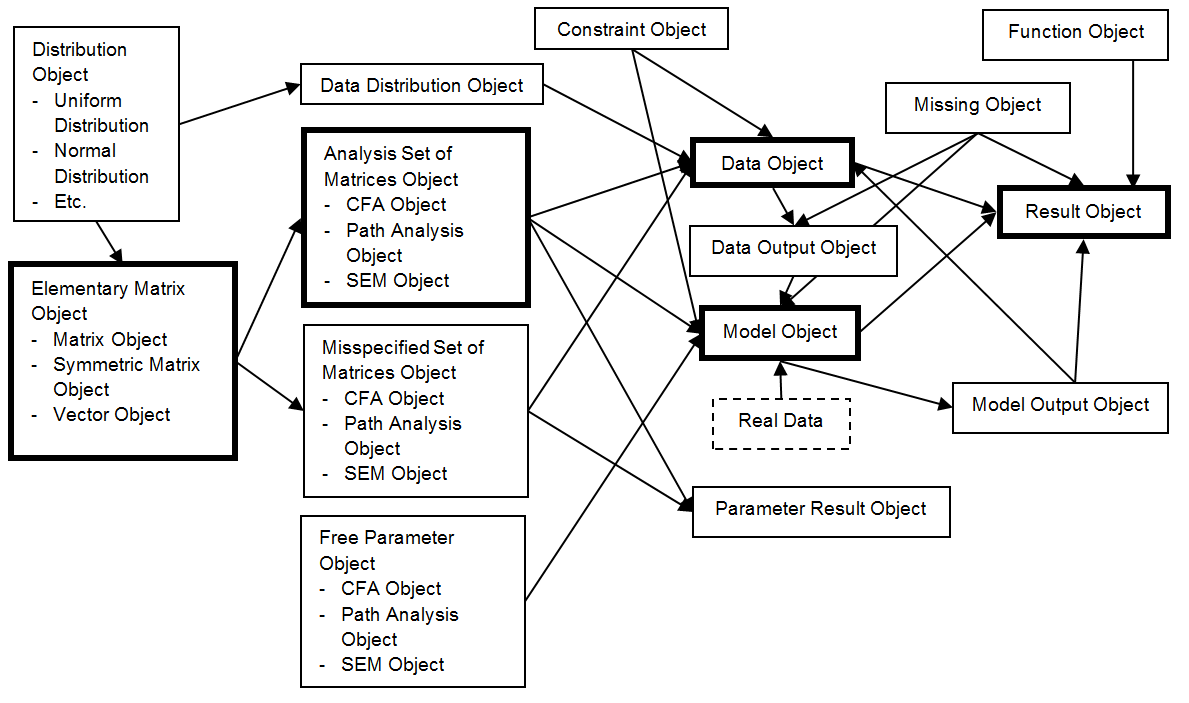 Distribution
Object
- Uniform
Distribution
- Normal
Distribution
- Etc.
Elementary Matrix
Object
- Matrix Object
- Symmetric Matrix
Object
- Vector Object
Data Distribution Object
Analysis Set of
Matrices Object
- CFA Object
- Path Analysis
Object
- SEM Object
Misspecified Set of
Matrices Object
- CFA Object
- Path Analysis
Object
- SEM Object
Free Parameter
Object
- CFA Object
- Path Analysis
Object
- SEM Object
Constraint Object
Data Object
Data Output Object
Model Object
Real Data
Parameter Result Object
Function Object
Missing Object
Result Object
Model Output Object